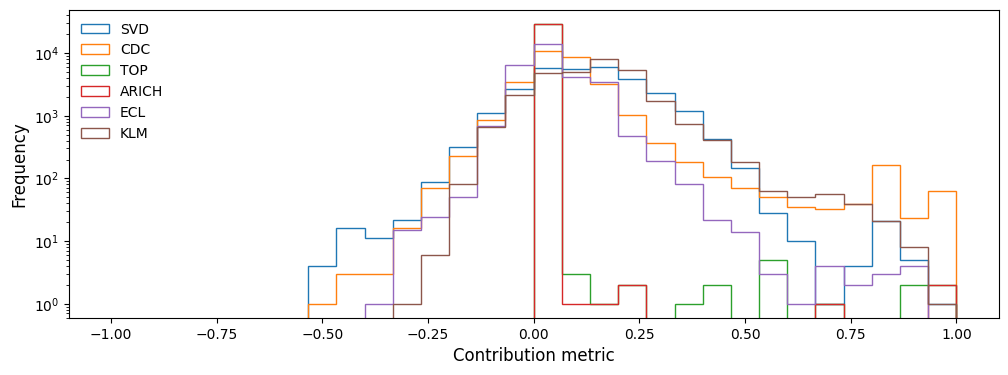 SVD
CDC
TOP
ARICH
ECL
KLM
10⁴
10³
10²
10¹
10⁰
Frequency
−1.00 −0.75 −0.50 −0.25 0.00 0.25 0.50 0.75 1.00
Contribution metric